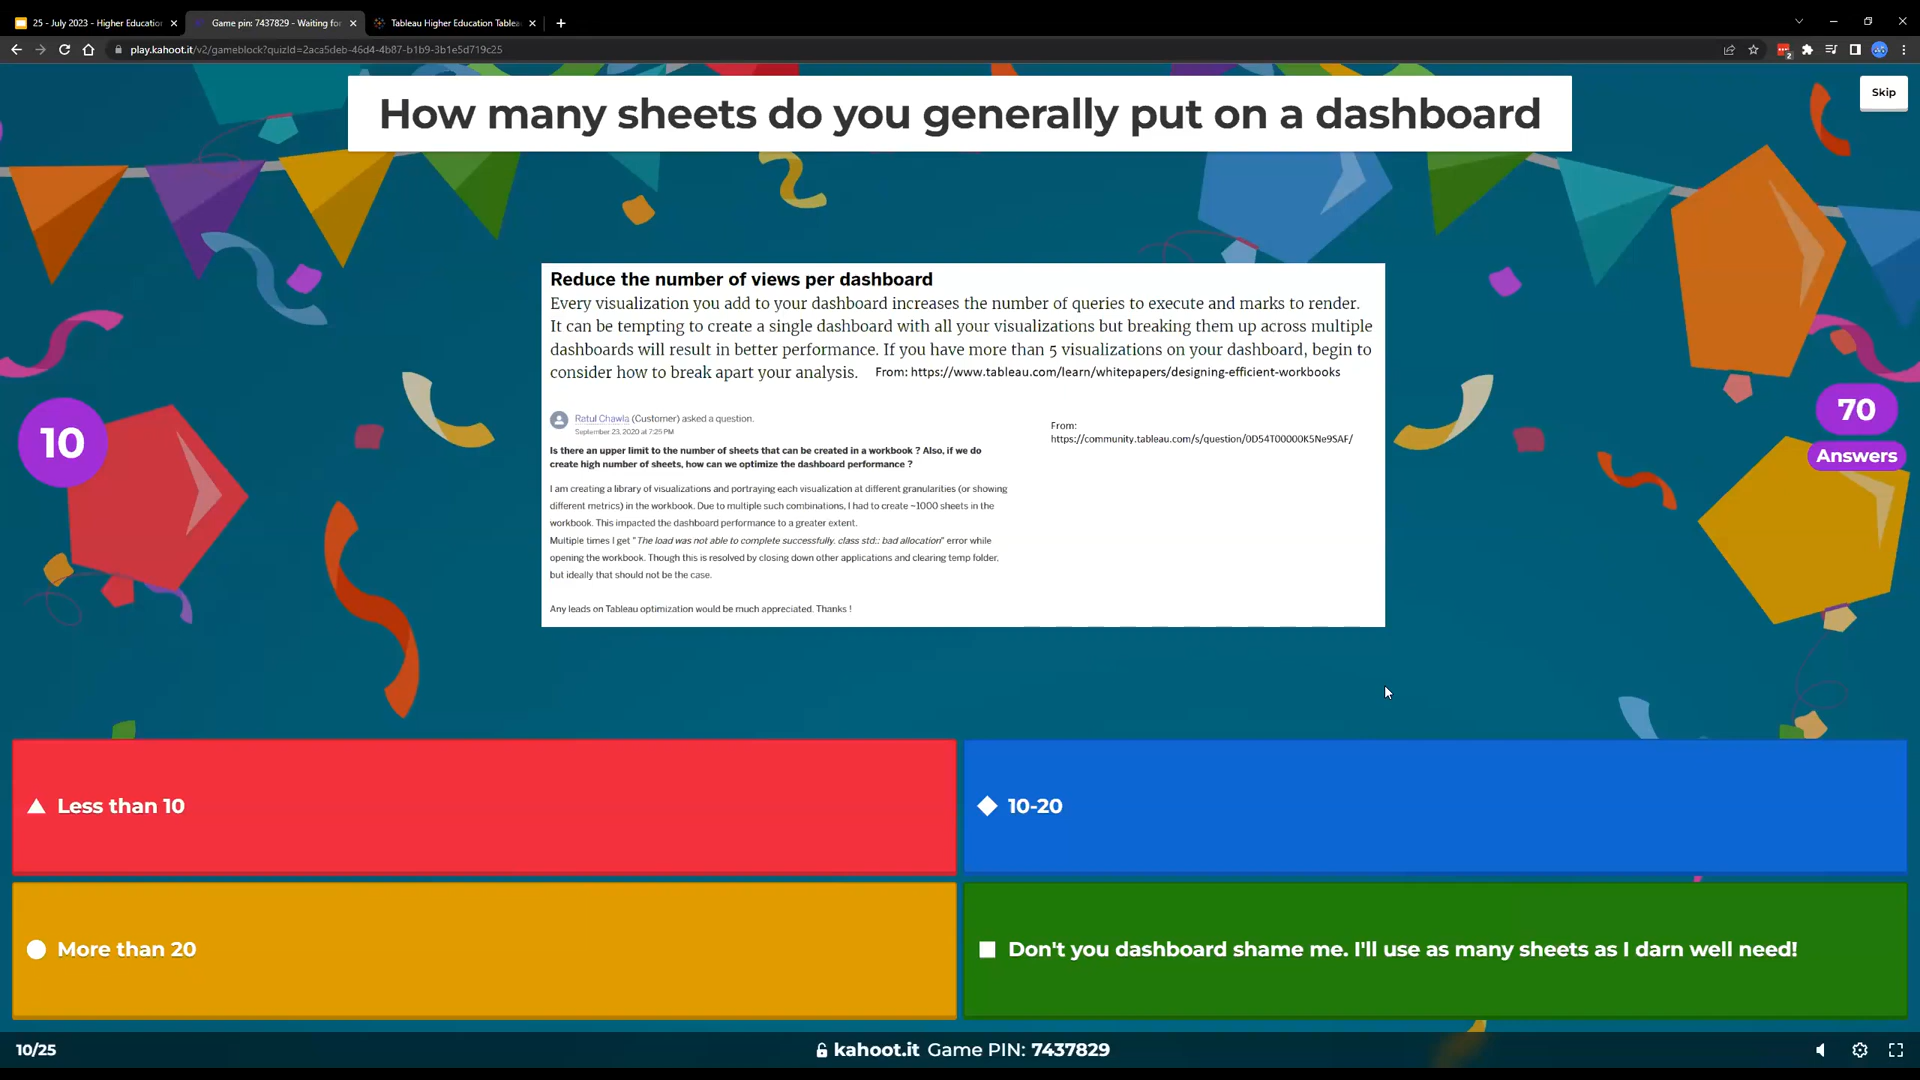 25 - July 2023 - Higher Education
Game pin: 7437829 - Waiting for
Tableau Higher Education Tablea
play.kahoot.it/v2/gameblock?quizId=2aca5deb-46d4-4b87-b1b9-3b1e5d719c25
2
How many sheets do you generally put on a dashboard
Skip
Reduce the number of views per dashboard
Every visualization you add to your dashboard increases the number of queries to execute and marks to render.
It can be tempting to create a single dashboard with all your visualizations but breaking them up across multiple
dashboards will result in better performance. If you have more than 5 visualizations on your dashboard, begin to
consider how to break apart your analysis. From: https://www.tableau.com/learn/whitepapers/designing-efficient-workbooks
Ratul Chawla (Customer) asked a question.
September 23, 2020 at 7:25 PM
From:
https://community.tableau.com/s/question/0D54T00000K5Ne9SAF/
Is there an upper limit to the number of sheets that can be created in a workbook ? Also, if we do
create high number of sheets, how can we optimize the dashboard performance ?
I am creating a library of visualizations and portraying each visualization at different granularities (or showing
different metrics) in the workbook. Due to multiple such combinations, I had to create ~1000 sheets in the
workbook. This impacted the dashboard performance to a greater extent.
Multiple times I get "The load was not able to complete successfully. class std:: bad allocation" error while
opening the workbook. Though this is resolved by closing down other applications and clearing temp folder,
but ideally that should not be the case.
Any leads on Tableau optimization would be much appreciated. Thanks !
10
70
Answers
Less than 10
10-20
More than 20
Don't you dashboard shame me. I'll use as many sheets as I darn well need!
10/25
kahoot.it Game PIN: 7437829